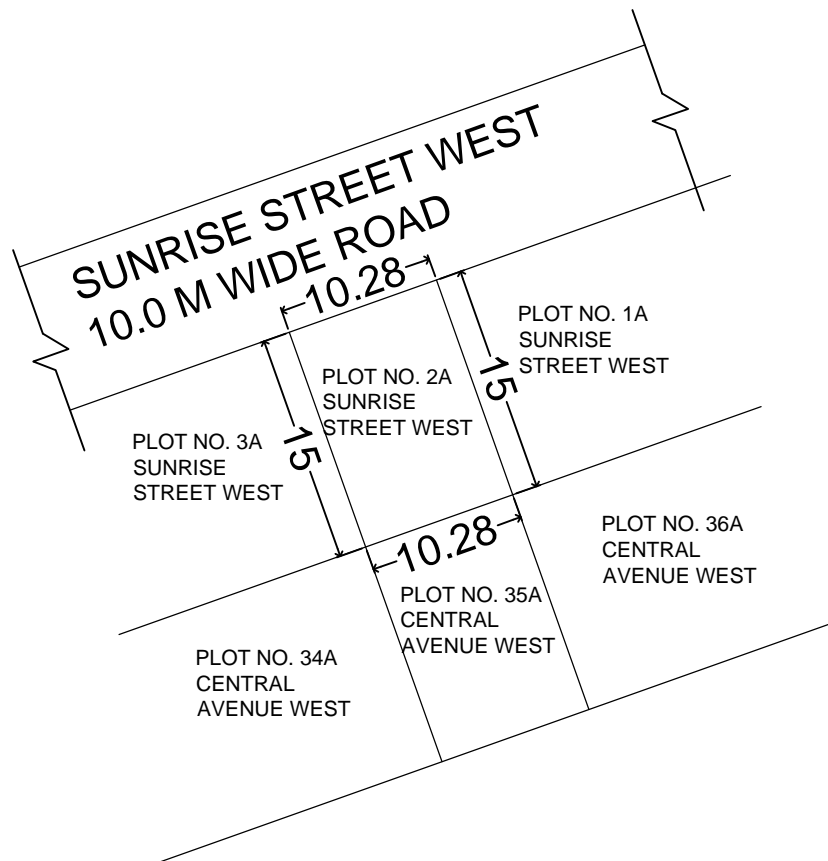 SUNRISE STREET WEST
10.0 M WIDE ROAD
10.28
PLOT NO. 1A
SUNRISE
STREET WEST
15
PLOT NO. 2A
SUNRISE
STREET WEST
15
PLOT NO. 3A
SUNRISE
STREET WEST
10.28
PLOT NO. 36A
CENTRAL
AVENUE WEST
PLOT NO. 35A
CENTRAL
AVENUE WEST
PLOT NO. 34A
CENTRAL
AVENUE WEST